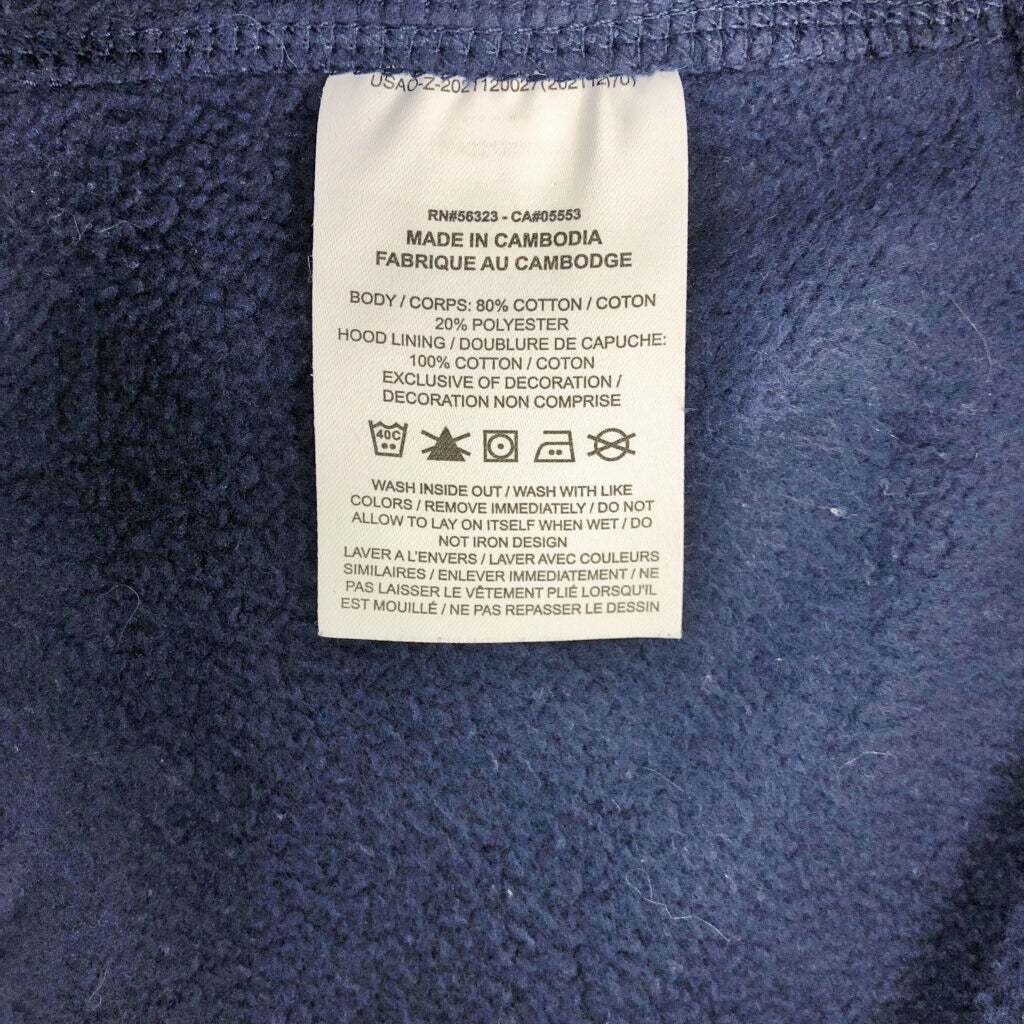 USAO-Z-2021120027(202112)70)
RN#56323 - CA#05553
MADE IN CAMBODIA
FABRIQUE AU CAMBODGE
BODY / CORPS: 80% COTTON / COTON
20% POLYESTER
HOOD LINING / DOUBLURE DE CAPUCHE:
100% COTTON / COTON
EXCLUSIVE OF DECORATION /
DECORATION NON COMPRISE
40C
WASH INSIDE OUT / WASH WITH LIKE
COLORS / REMOVE IMMEDIATELY / DO NOT
ALLOW TO LAY ON ITSELF WHEN WET / DO
NOT IRON DESIGN
LAVER A L'ENVERS / LAVER AVEC COULEURS
SIMILAIRES / ENLEVER IMMEDIATEMENT / NE
PAS LAISSER LE VÊTEMENT PLIÉ LORSQU'IL
EST MOUILLÉ / NE PAS REPASSER LE DESSIN